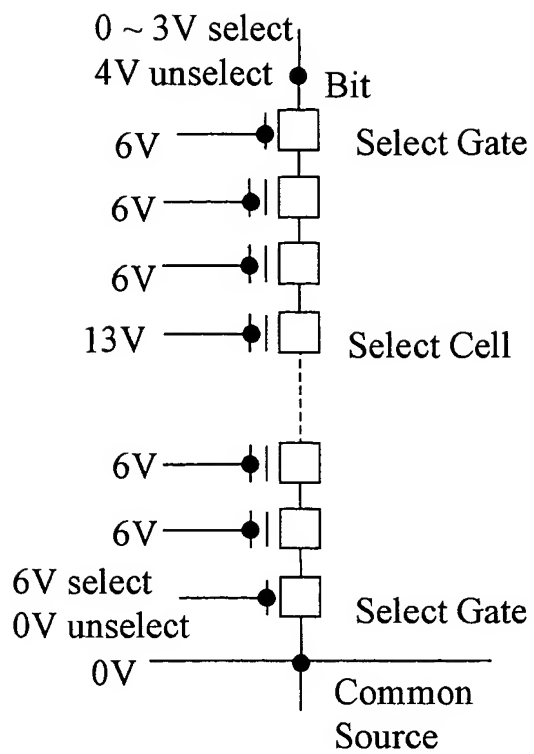 0 ~ 3V select
4V unselect
Bit
6V
Select Gate
6V
6V
13V
Select Cell
6V
6V
6V select
0V unselect
Select Gate
0V
Common
Source